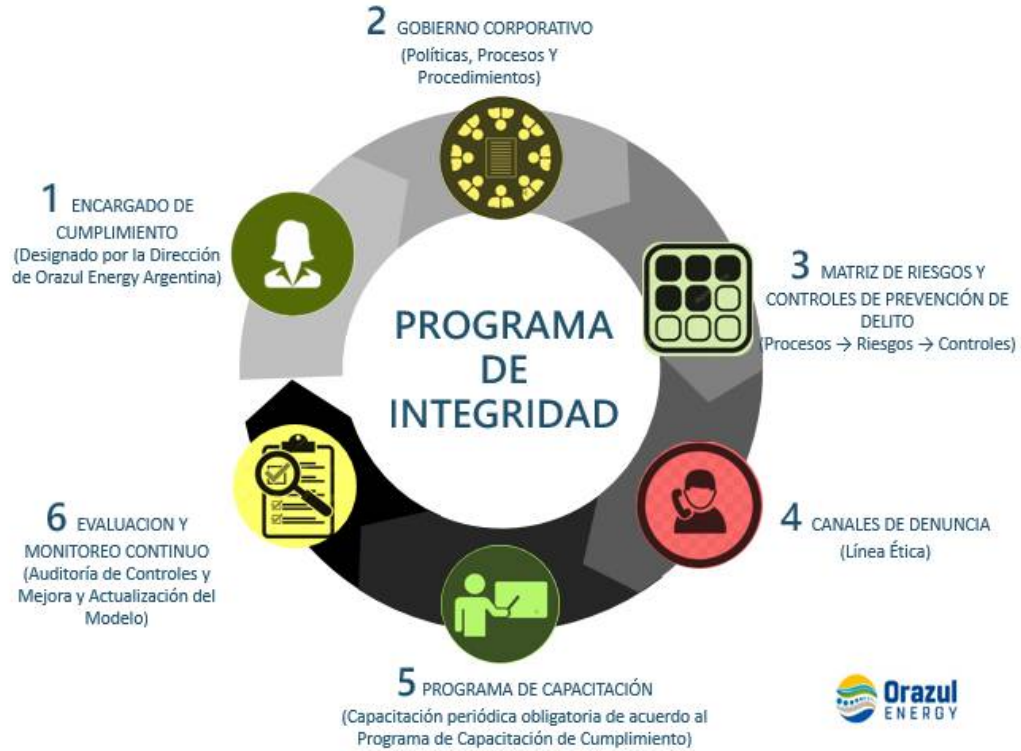 2 GOBIERNO CORPORATIVO
(Políticas, Procesos Y
Procedimientos)
1 ENCARGADO DE
CUMPLIMIENTO
(Designado por la Dirección
de Orazul Energy Argentina)
3 MATRIZ DE RIESGOS Y
CONTROLES DE PREVENCIÓN DE
DELITO
(Procesos → Riesgos → Controles)
PROGRAMA
DE
INTEGRIDAD
6 EVALUACION Y
MONITOREO CONTINUO
(Auditoría de Controles y
Mejora y Actualización del
Modelo)
4 CANALES DE DENUNCIA
(Línea Ética)
5 PROGRAMA DE CAPACITACIÓN
(Capacitación periódica obligatoria de acuerdo al
Programa de Capacitación de Cumplimiento)
Orazul
ENERGY